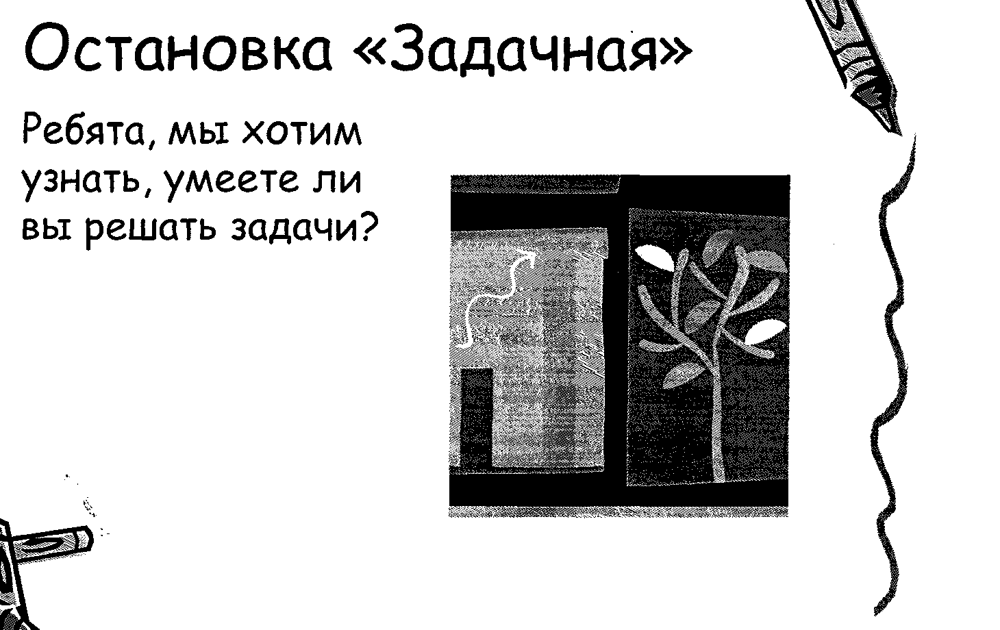 Остановка «Задачная»
Ребята, мы хотим
узнать, умеете ли
вы решать задачи?